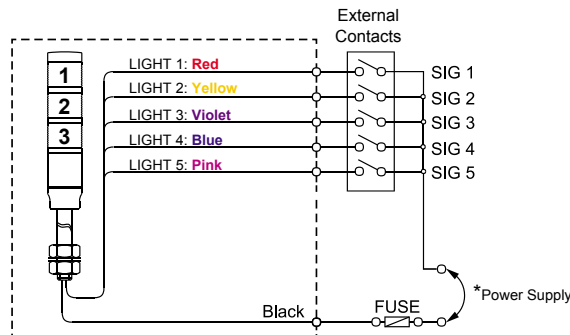 External
Contacts
1
2
3
LIGHT 1: Red
LIGHT 2: Yellow
LIGHT 3: Violet
LIGHT 4: Blue
LIGHT 5: Pink
SIG 1
SIG 2
SIG 3
SIG 4
SIG 5
Black
FUSE
*Power Supply